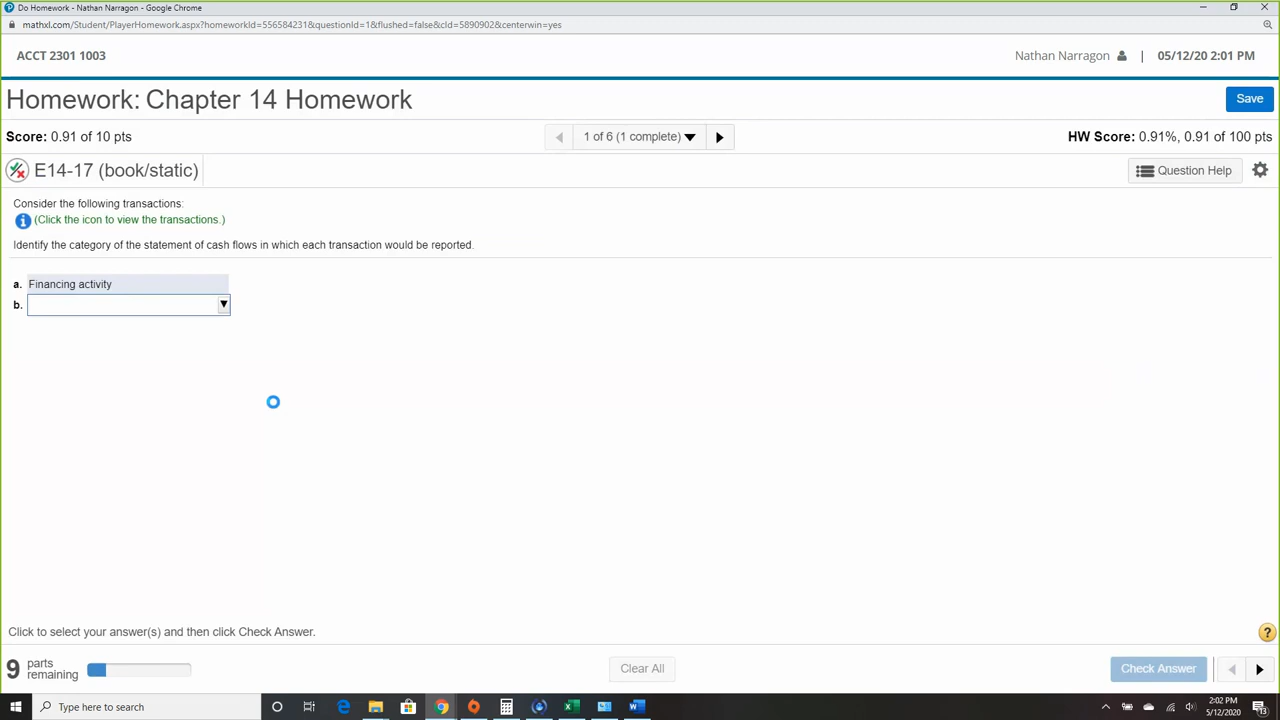 Do Homework - Nathan Narragon - Google Chrome
mathxl.com/Student/PlayerHomework.aspx?homeworkId=556584231&questionId=1&flushed=false&cId=5890902&centerwin=yes
ACCT 2301 1003
Nathan Narragon | 05/12/20 2:01 PM
Homework: Chapter 14 Homework
Save
Score: 0.91 of 10 pts
1 of 6 (1 complete)
HW Score: 0.91%, 0.91 of 100 pts
E14-17 (book/static)
Question Help
Consider the following transactions:
(Click the icon to view the transactions.)
Identify the category of the statement of cash flows in which each transaction would be reported.
a. Financing activity
b.
Click to select your answer(s) and then click Check Answer.
?
9 parts remaining
Clear All
Check Answer
Type here to search
2:02 PM
5/12/2020